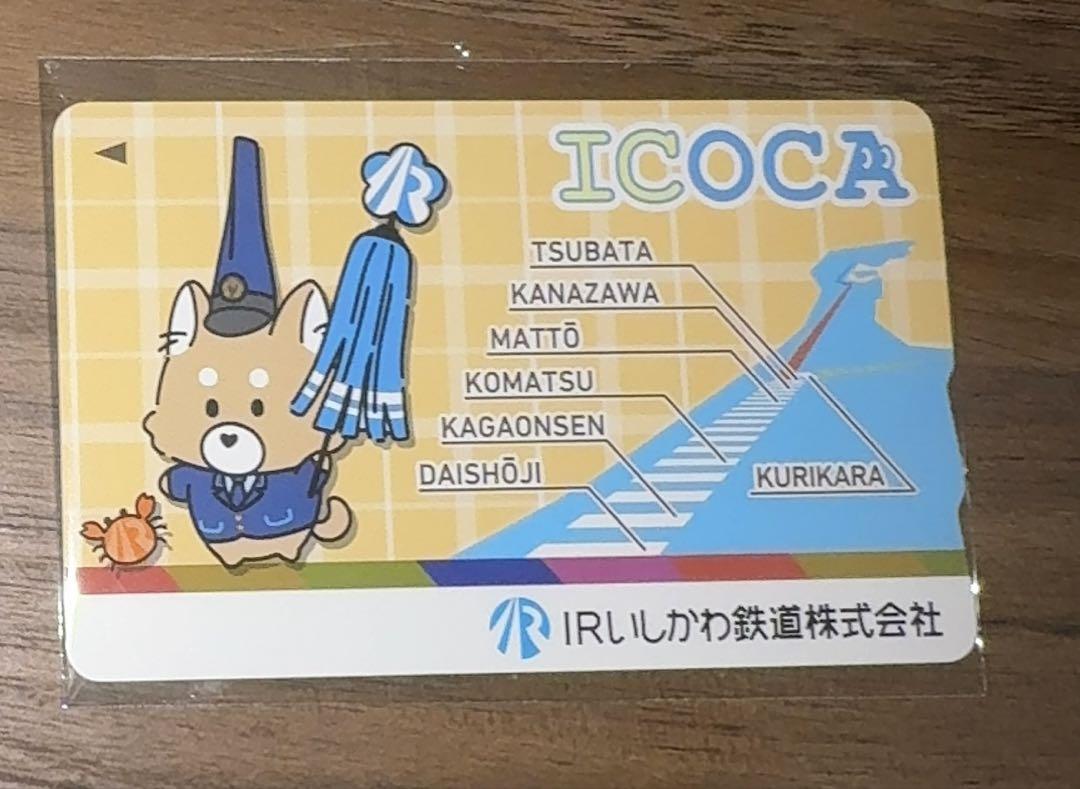 ICOCA
TSUBATA
KANAZAWA
MATTŌ
KOMATSU
KAGAONSEN
DAISHŌJI
KURIKARA
IRいしかわ鉄道株式会社